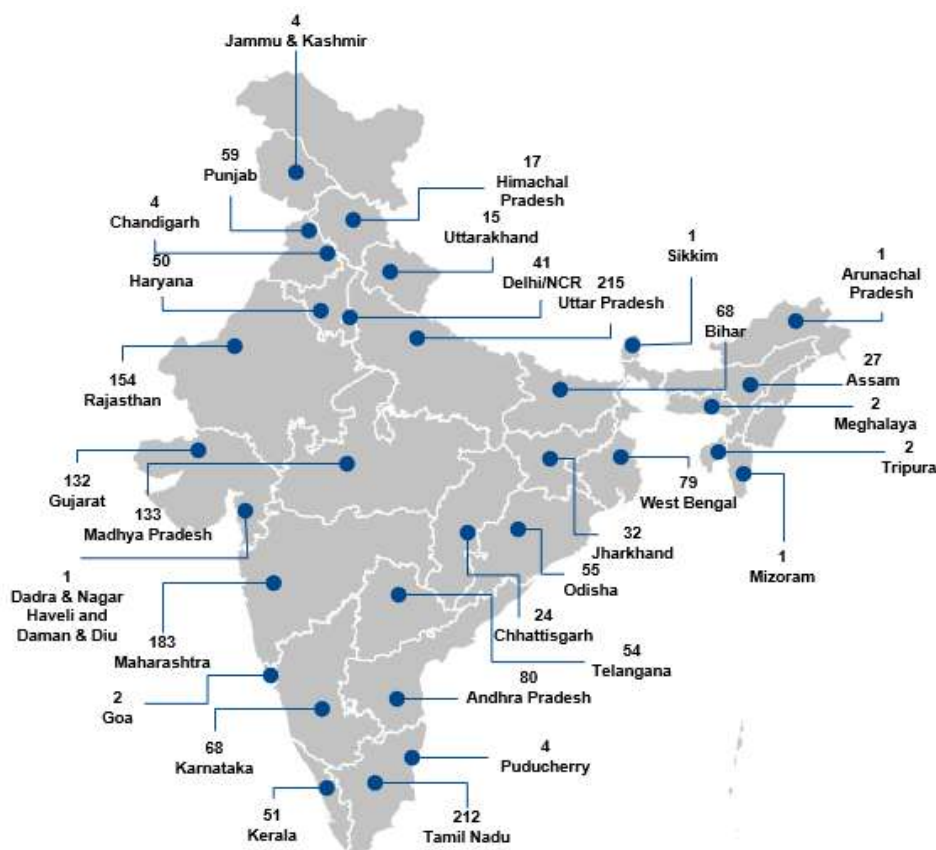 4
Jammu & Kashmir
59
Punjab
17
Himachal
Pradesh
4
Chandigarh
15
Uttarakhand
1
Sikkim
50
Haryana
41
Delhi/NCR
215
Uttar Pradesh
1
Arunachal
Pradesh
68
Bihar
154
Rajasthan
27
Assam
2
Meghalaya
132
Gujarat
2
Tripura
79
West Bengal
133
Madhya Pradesh
32
Jharkhand
1
Mizoram
55
Odisha
1
Dadra & Nagar
Haveli and
Daman & Diu
24
Chhattisgarh
183
Maharashtra
54
Telangana
80
Andhra Pradesh
2
Goa
68
Karnataka
4
Puducherry
51
Kerala
212
Tamil Nadu